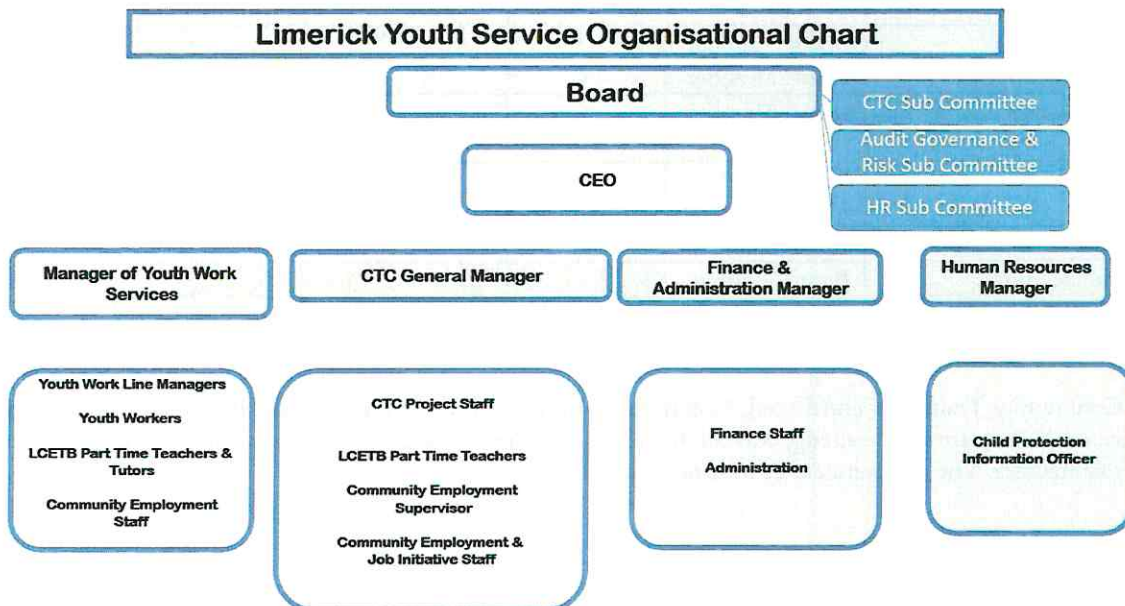 Limerick Youth Service Organisational Chart
Board
CTC Sub Committee
Audit Governance &
Risk Sub Committee
HR Sub Committee
CEO
Manager of Youth Work
Services
CTC General Manager
Finance &
Administration Manager
Human Resources
Manager
Youth Work Line Managers
Youth Workers
LCETB Part Time Teachers &
Tutors
Community Employment
Staff
CTC Project Staff
LCETB Part Time Teachers
Community Employment
Supervisor
Community Employment &
Job Initiative Staff
Finance Staff
Administration
Child Protection
Information Officer